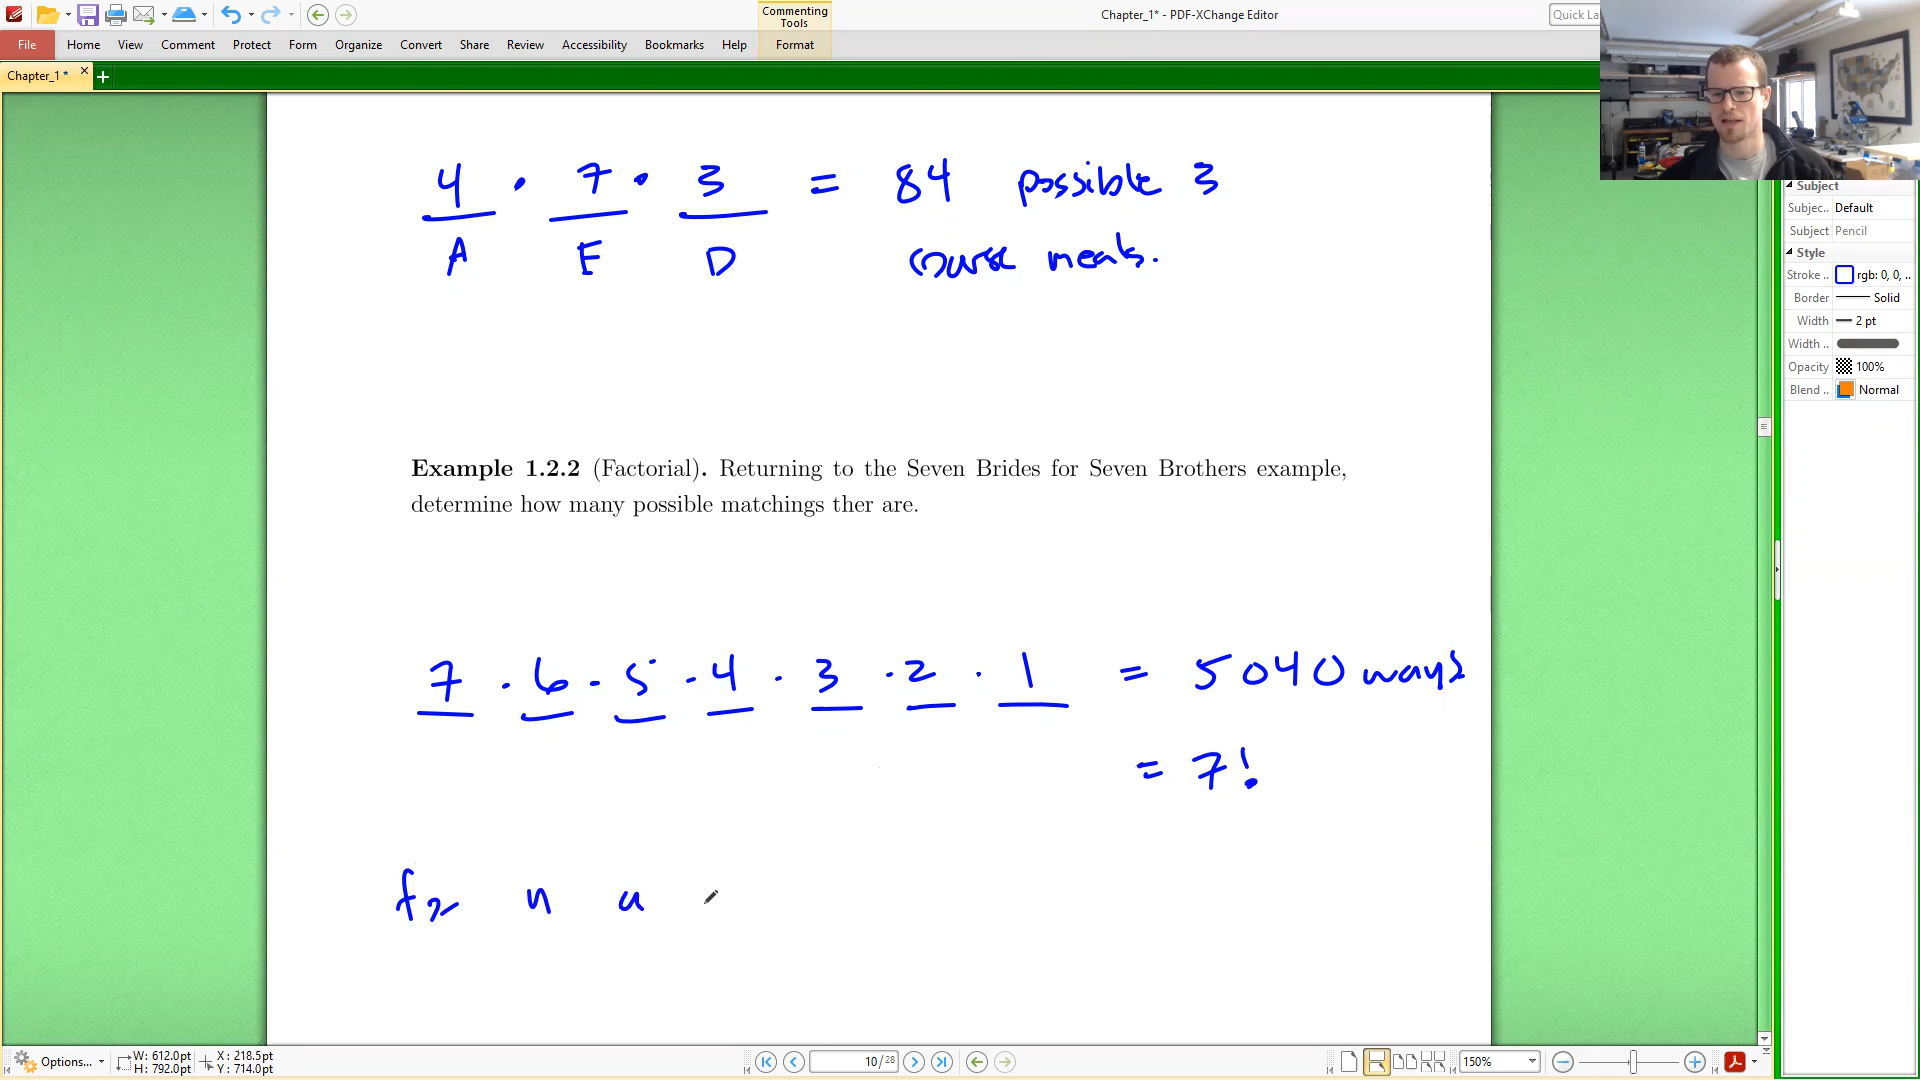 Commenting Tools
Chapter_1* - PDF-XChange Editor
Quick La
File Home View Comment Protect Form Organize Convert Share Review Accessibility Bookmarks Help Format
Chapter_1 *
4 · 7 · 3 = 84 possible 3
A E D course meals.
Example 1.2.2 (Factorial). Returning to the Seven Brides for Seven Brothers example,
determine how many possible matchings ther are.
7 · 6 · 5 · 4 · 3 · 2 · 1 = 5040 ways
= 7!
for n a
Subject
Subjec.. Default
Subject Pencil
Style
Stroke .. rgb: 0, 0, ..
Border Solid
Width 2 pt
Width ..
Opacity 100%
Blend .. Normal
Options...
W: 612.0pt
H: 792.0pt
X: 218.5pt
Y: 714.0pt
10/28
150%